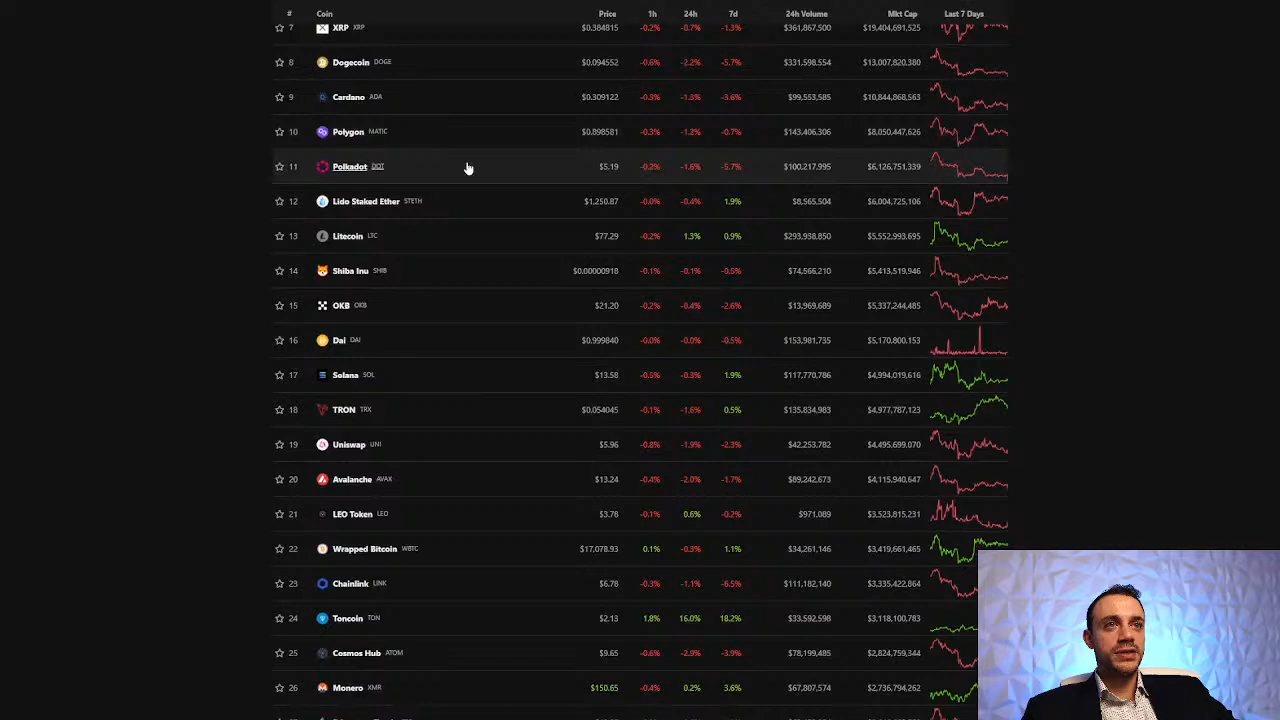 # Coin Price 1h 24h 7d 24h Volume Mkt Cap Last 7 Days
7 XRP XRP $0.384815 -0.2% -0.7% -1.3% $361,867,500 $19,404,691,525
8 Dogecoin DOGE $0.094552 -0.6% -2.2% -5.7% $331,598,554 $13,007,820,380
9 Cardano ADA $0.309122 -0.3% -1.3% -3.6% $99,553,585 $10,844,868,563
10 Polygon MATIC $0.898581 -0.3% -1.2% -0.7% $143,406,306 $8,050,447,626
11 Polkadot DOT $5.19 -0.2% -1.6% -5.7% $100,217,995 $6,126,751,339
12 Lido Staked Ether STETH $1,250.87 -0.0% -0.4% 1.9% $8,565,504 $6,004,725,106
13 Litecoin LTC $77.29 -0.2% 1.3% 0.9% $293,938,850 $5,552,993,695
14 Shiba Inu SHIB $0.00000918 -0.1% -0.1% -0.5% $74,566,210 $5,413,519,946
15 OKB OKB $21.20 -0.2% -0.4% -2.6% $13,969,689 $5,337,244,485
16 Dai DAI $0.999840 -0.0% -0.0% -0.5% $153,981,735 $5,170,800,153
17 Solana SOL $13.58 -0.5% -0.3% 1.9% $117,770,786 $4,994,019,616
18 TRON TRX $0.054045 -0.1% -1.6% 0.5% $135,834,983 $4,977,787,123
19 Uniswap UNI $5.96 -0.8% -1.9% -2.3% $42,253,782 $4,495,699,070
20 Avalanche AVAX $13.24 -0.4% -2.0% -1.7% $89,242,673 $4,115,940,647
21 LEO Token LEO $3.78 -0.1% 0.6% -0.2% $971,089 $3,523,815,231
22 Wrapped Bitcoin WBTC $17,078.93 0.1% -0.3% 1.1% $34,261,146 $3,419,661,465
23 Chainlink LINK $6.78 -0.3% -1.1% -6.5% $111,182,140 $3,335,422,864
24 Toncoin TON $2.13 1.8% 16.0% 18.2% $33,592,598 $3,118,100,783
25 Cosmos Hub ATOM $9.65 -0.6% -2.9% -3.9% $78,199,485 $2,824,759,344
26 Monero XMR $150.65 -0.4% 0.2% 3.6% $67,807,574 $2,736,794,262